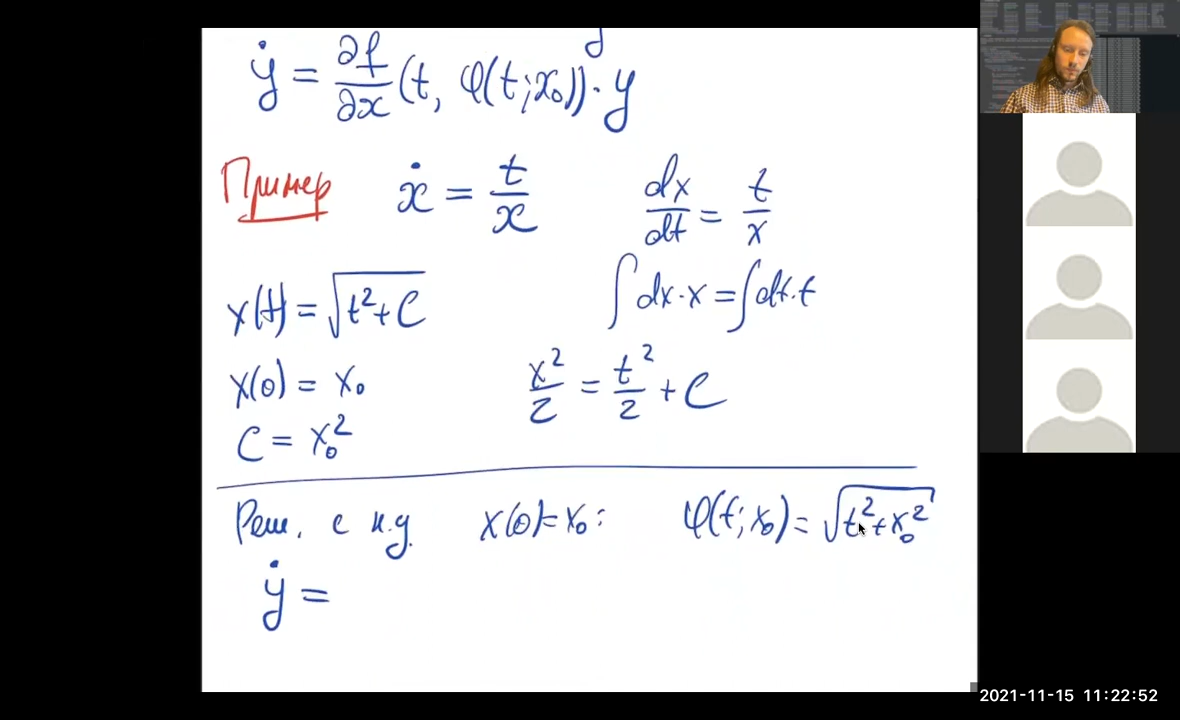 ẏ = ∂f/∂x (t, φ(t; x₀)) · y
Пример ẋ = t/x dx/dt = t/x
x(t) = √(t² + C) ∫ dx·x = ∫ dt·t
x(0) = x₀ x²/2 = t²/2 + C
C = x₀²
Реш. с н.д. x(0) = x₀: φ(t; x₀) = √(t² + x₀²)
ẏ =
2021-11-15 11:22:52